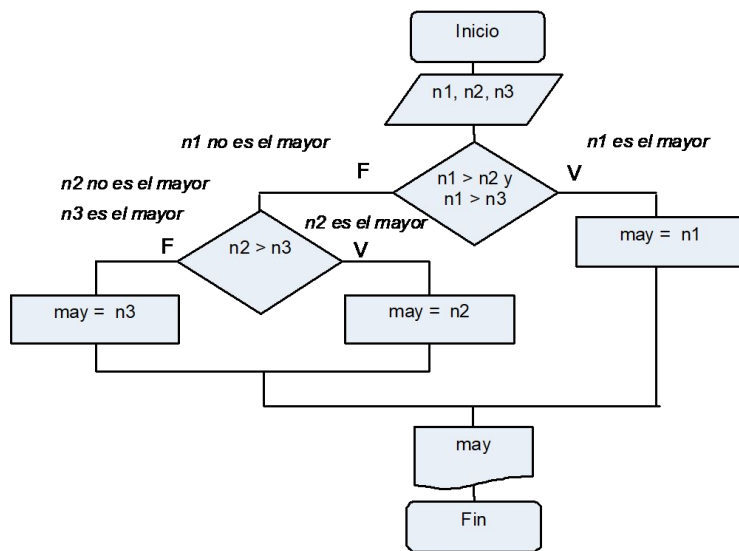 Inicio
n1, n2, n3
n1 no es el mayor
n1 es el mayor
F
n1 > n2 y
n1 > n3
V
n2 no es el mayor
n3 es el mayor
n2 es el mayor
F
n2 > n3
V
may = n1
may = n3
may = n2
may
Fin